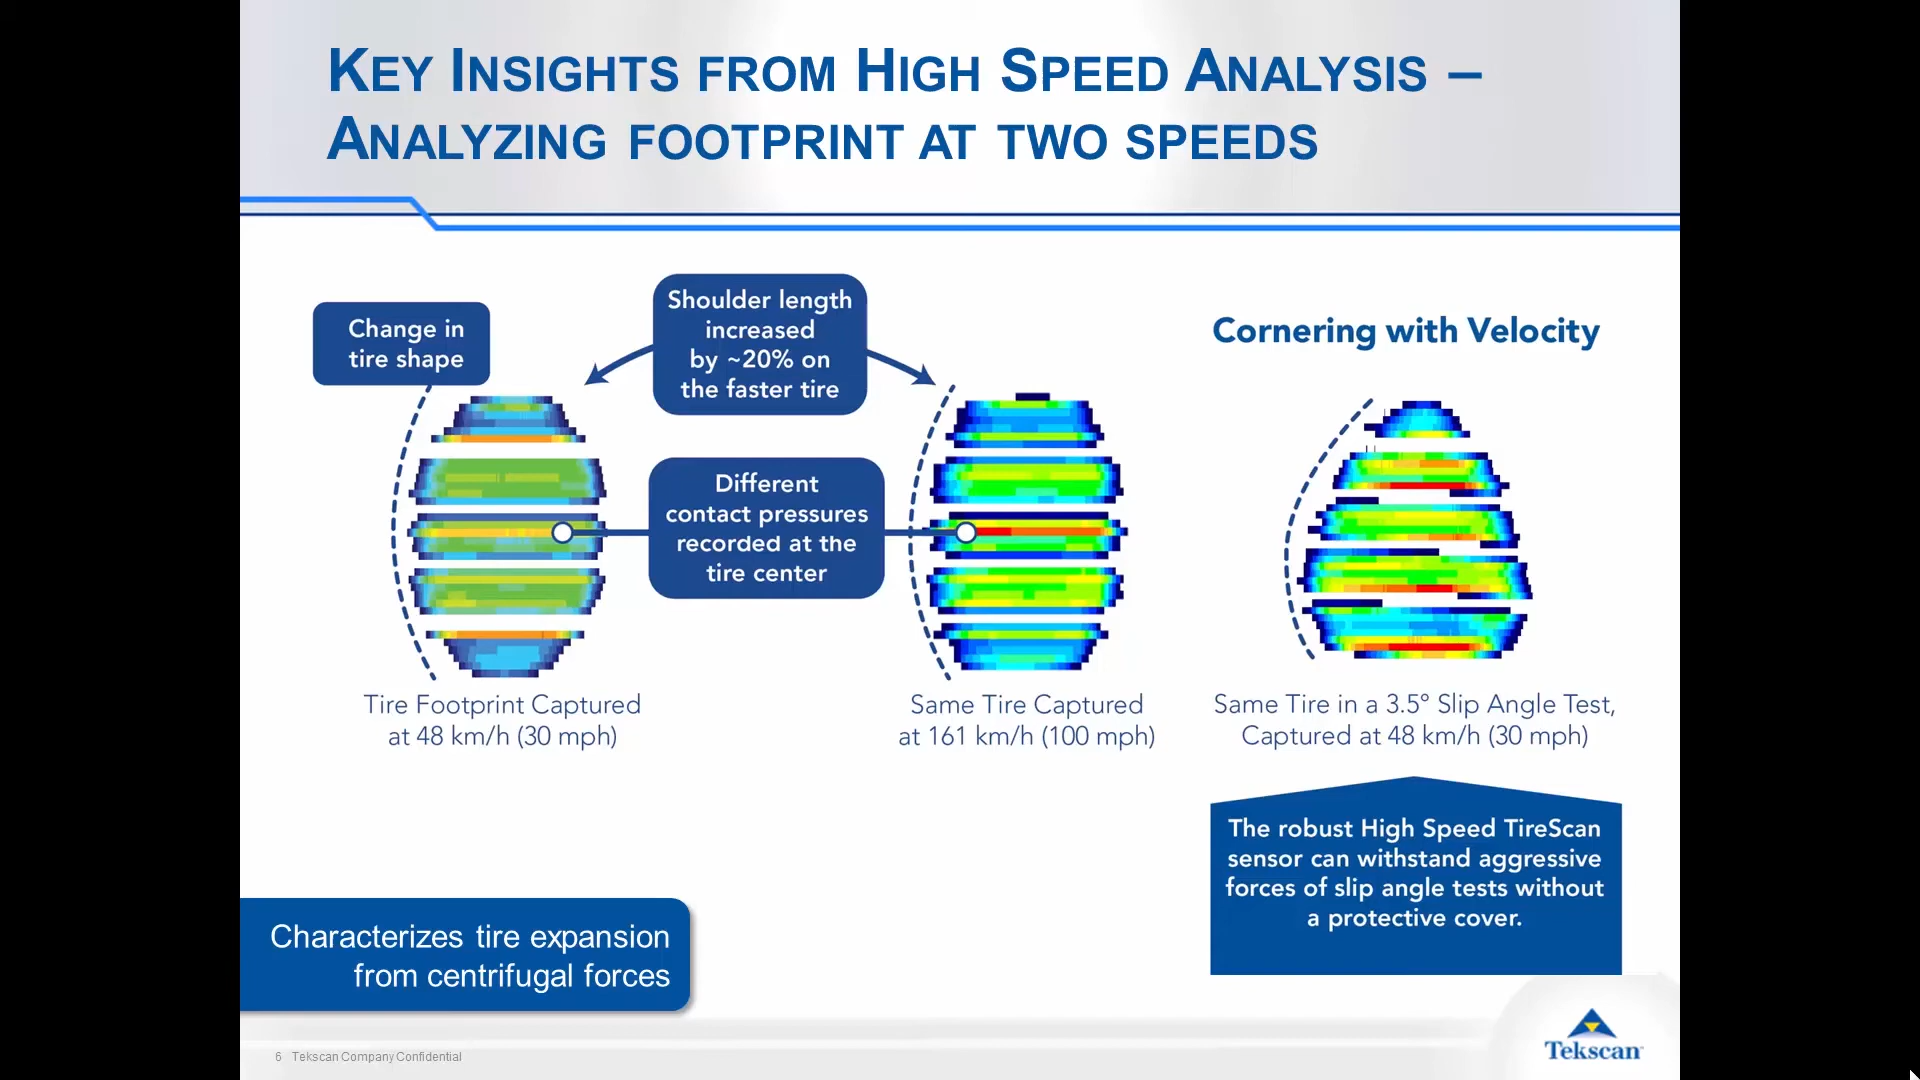 KEY INSIGHTS FROM HIGH SPEED ANALYSIS –
ANALYZING FOOTPRINT AT TWO SPEEDS
Change in
tire shape
Shoulder length
increased
by ~20% on
the faster tire
Different
contact pressures
recorded at the
tire center
Cornering with Velocity
Tire Footprint Captured
at 48 km/h (30 mph)
Same Tire Captured
at 161 km/h (100 mph)
Same Tire in a 3.5° Slip Angle Test,
Captured at 48 km/h (30 mph)
The robust High Speed TireScan
sensor can withstand aggressive
forces of slip angle tests without
a protective cover.
Characterizes tire expansion
from centrifugal forces
6 Tekscan Company Confidential
Tekscan